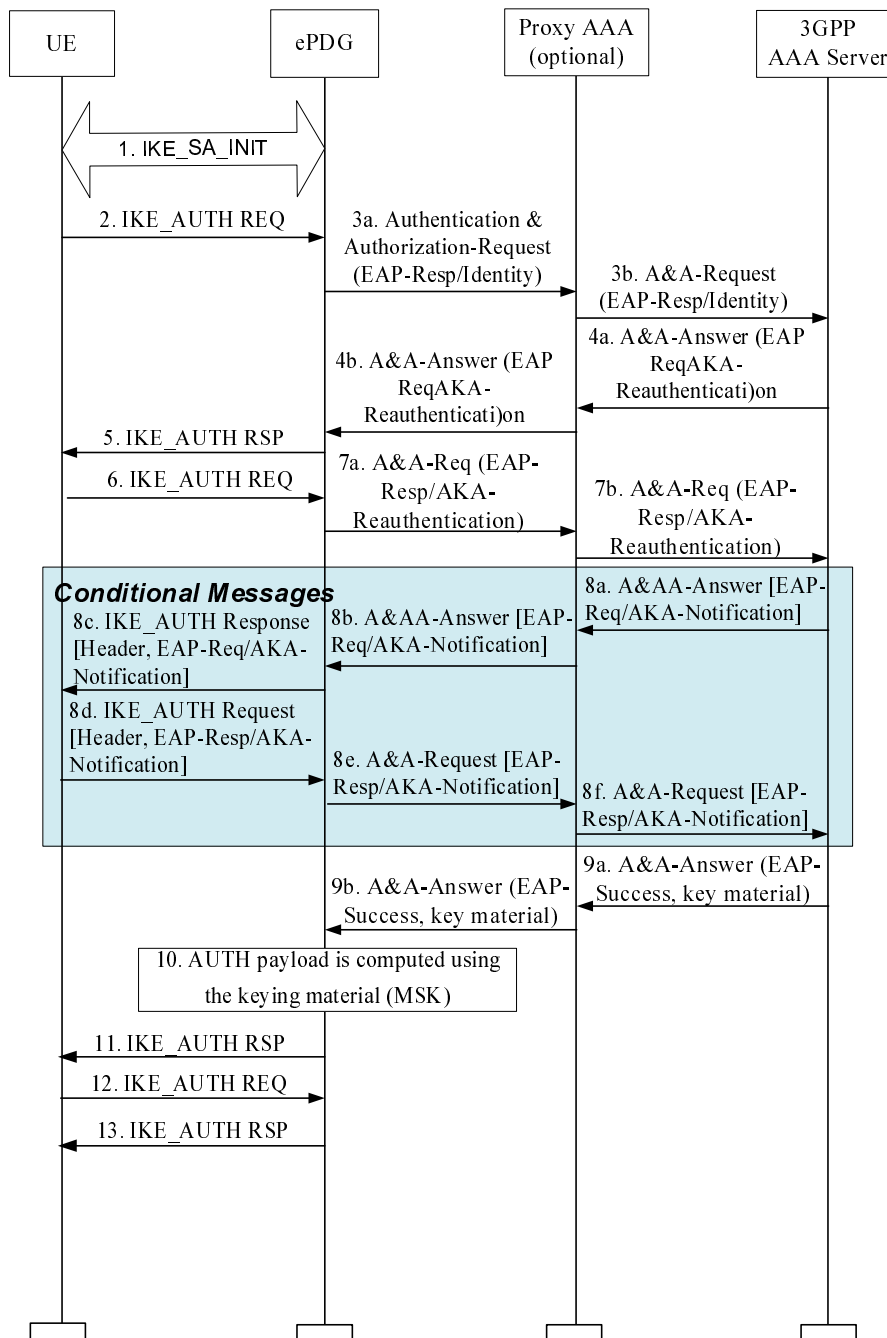 UE
ePDG
Proxy AAA
(optional)
3GPP
AAA Server
1. IKE_SA_INIT
2. IKE_AUTH REQ
3a. Authentication &
Authorization-Request
(EAP-Resp/Identity)
3b. A&A-Request
(EAP-Resp/Identity)
4a. A&A-Answer (EAP
ReqAKA-
Reauthenticati)on
4b. A&A-Answer (EAP
ReqAKA-
Reauthenticati)on
5. IKE_AUTH RSP
6. IKE_AUTH REQ
7a. A&A-Req (EAP-
Resp/AKA-
Reauthentication)
7b. A&A-Req (EAP-
Resp/AKA-
Reauthentication)
Conditional Messages
8a. A&AA-Answer [EAP-
Req/AKA-Notification]
8b. A&AA-Answer [EAP-
Req/AKA-Notification]
8c. IKE_AUTH Response
[Header, EAP-Req/AKA-
Notification]
8d. IKE_AUTH Request
[Header, EAP-Resp/AKA-
Notification]
8e. A&A-Request [EAP-
Resp/AKA-Notification]
8f. A&A-Request [EAP-
Resp/AKA-Notification]
9a. A&A-Answer (EAP-
Success, key material)
9b. A&A-Answer (EAP-
Success, key material)
10. AUTH payload is computed using
the keying material (MSK)
11. IKE_AUTH RSP
12. IKE_AUTH REQ
13. IKE_AUTH RSP